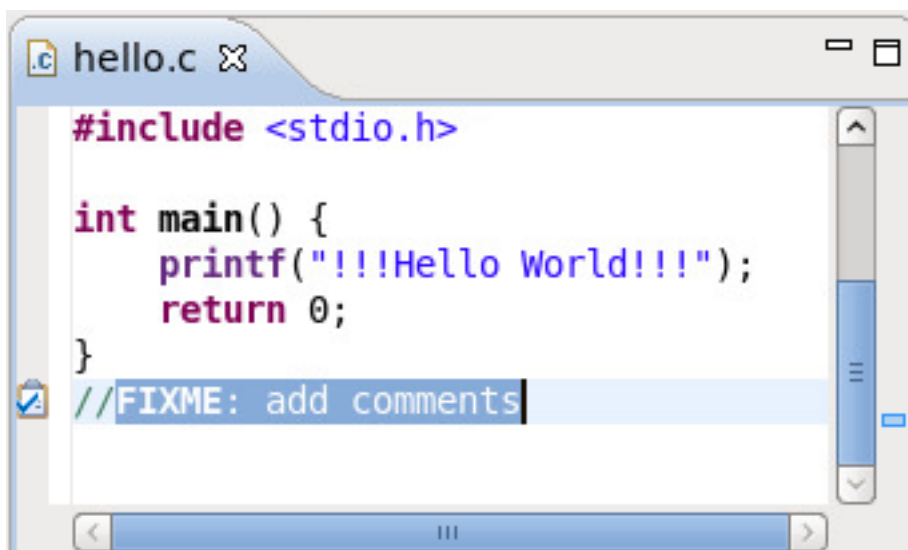 hello.c
#include <stdio.h>
int main() {
    printf("!!!Hello World!!!");
    return 0;
}
//FIXME: add comments